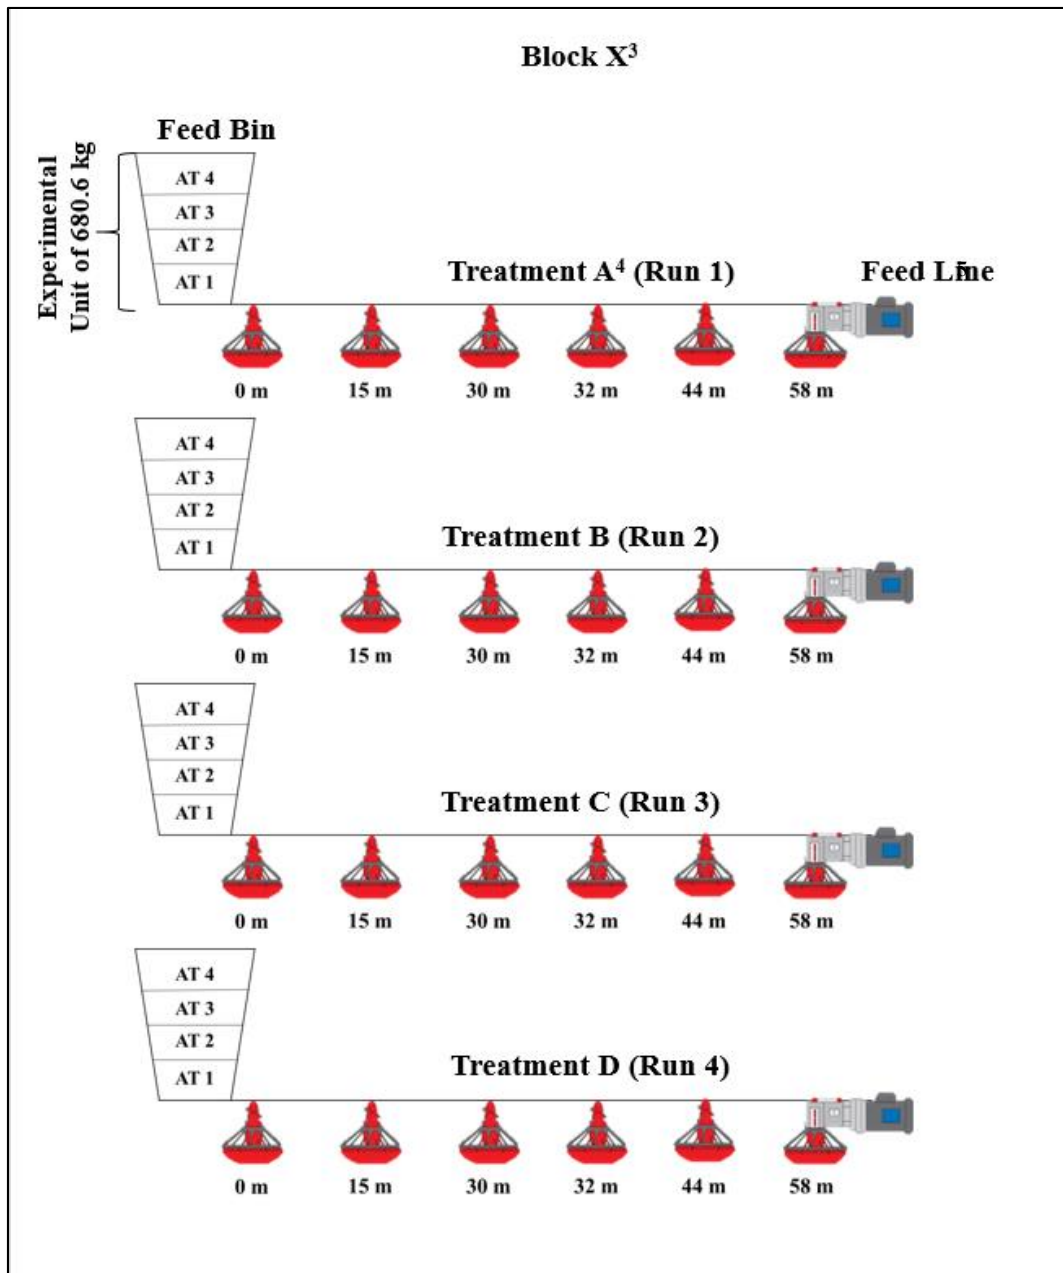 Block X³
Feed Bin
Experimental
Unit of 680.6 kg
AT 4
AT 3
AT 2
AT 1
Treatment A⁴ (Run 1)
Feed Line⁵
0 m 15 m 30 m 32 m 44 m 58 m
AT 4
AT 3
AT 2
AT 1
Treatment B (Run 2)
0 m 15 m 30 m 32 m 44 m 58 m
AT 4
AT 3
AT 2
AT 1
Treatment C (Run 3)
0 m 15 m 30 m 32 m 44 m 58 m
AT 4
AT 3
AT 2
AT 1
Treatment D (Run 4)
0 m 15 m 30 m 32 m 44 m 58 m